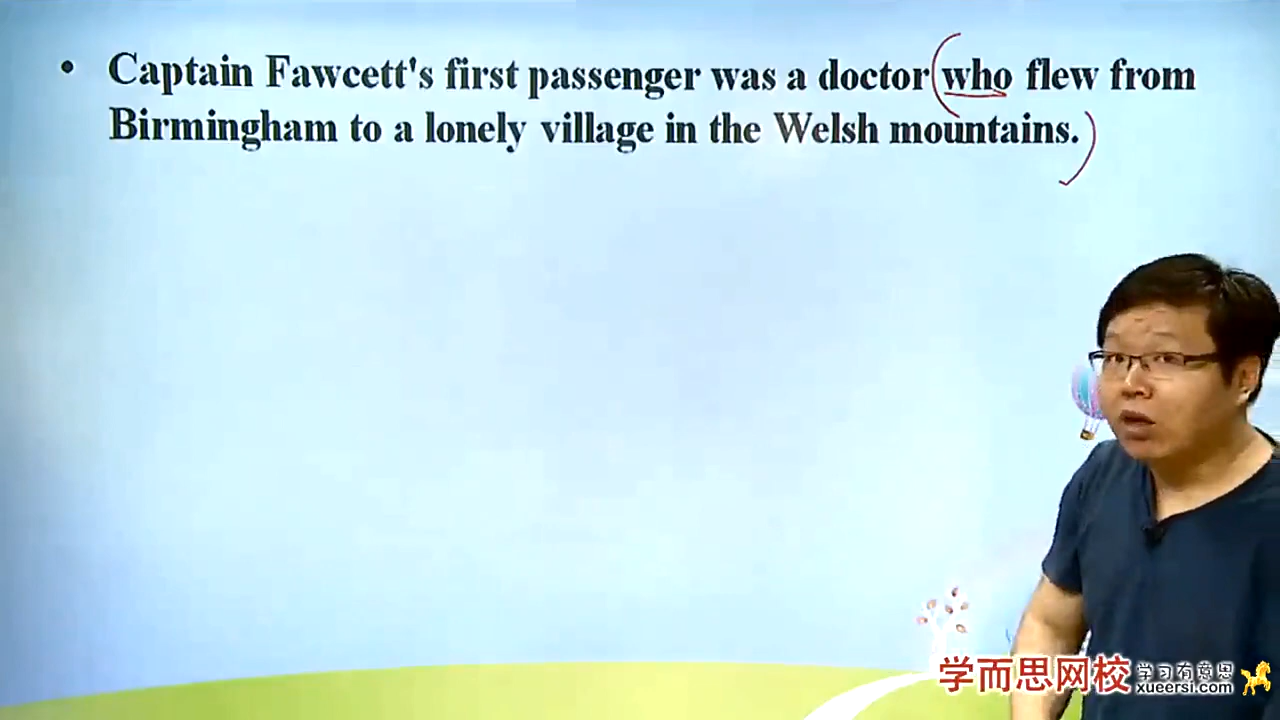 • Captain Fawcett's first passenger was a doctor who flew from
Birmingham to a lonely village in the Welsh mountains.
学而思网校
学习有意思
xueersi.com